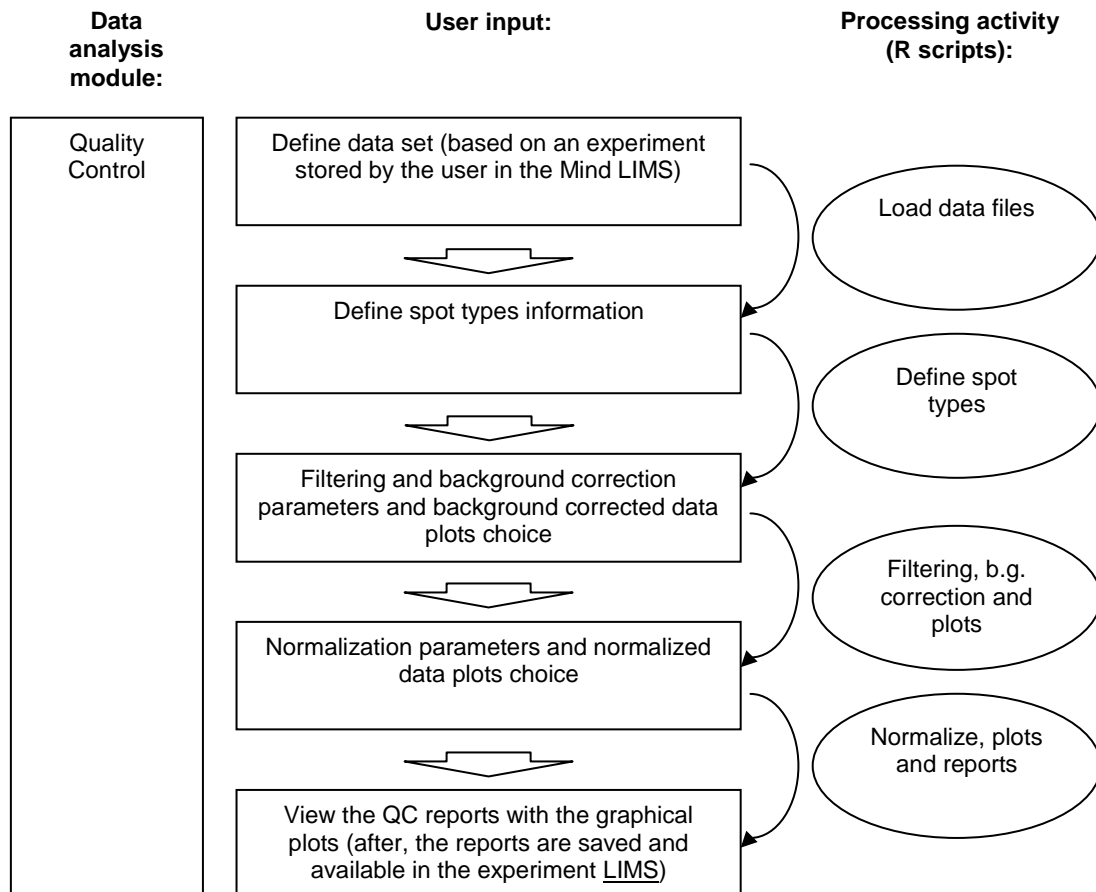 Data
analysis
module:
User input:
Processing activity
(R scripts):
Quality
Control
Define data set (based on an experiment
stored by the user in the Mind LIMS)
Load data files
Define spot types information
Define spot
types
Filtering and background correction
parameters and background corrected data
plots choice
Filtering, b.g.
correction and
plots
Normalization parameters and normalized
data plots choice
Normalize, plots
and reports
View the QC reports with the graphical
plots (after, the reports are saved and
available in the experiment LIMS)